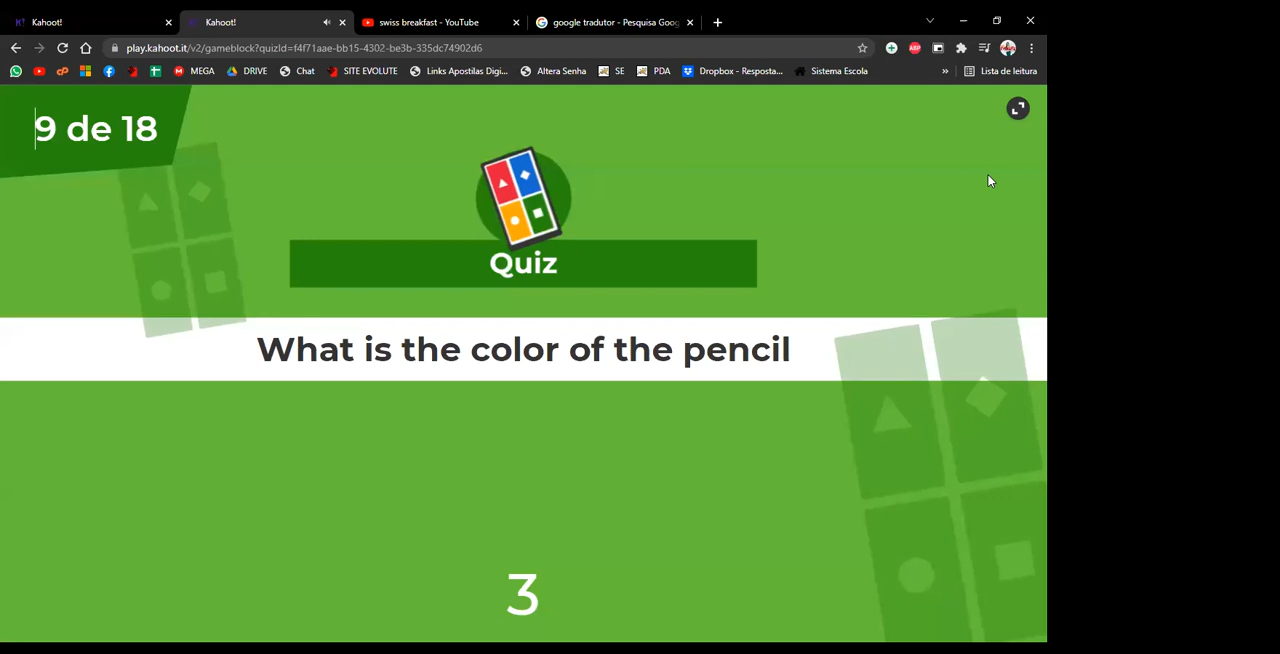 Kahoot!
Kahoot!
swiss breakfast - YouTube
google tradutor - Pesquisa Goog
play.kahoot.it/v2/gameblock?quizId=f4f71aae-bb15-4302-be3b-335dc74902d6
MEGA
DRIVE
Chat
SITE EVOLUTE
Links Apostilas Digi...
Altera Senha
SE
PDA
Dropbox - Resposta...
Sistema Escola
»
Lista de leitura
9 de 18
Quiz
What is the color of the pencil
3